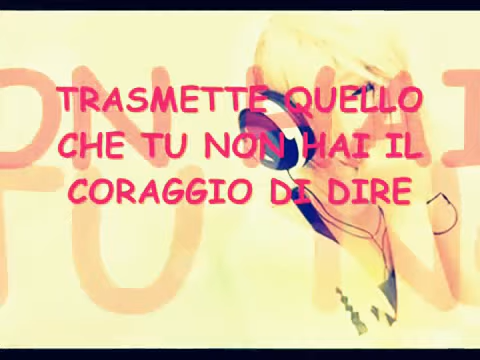 TRASMETTE QUELLO
CHE TU NON HAI IL
CORAGGIO DI DIRE